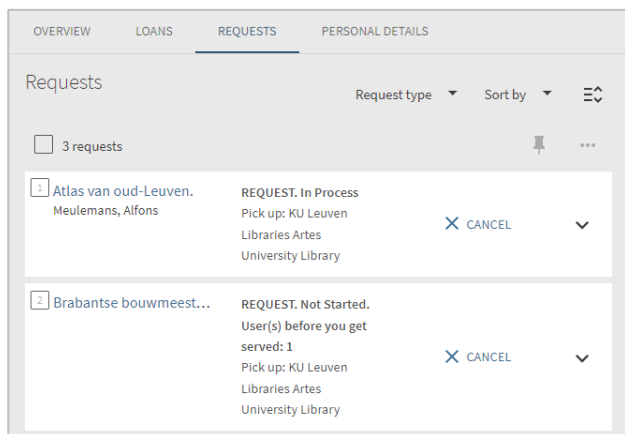 OVERVIEW LOANS REQUESTS PERSONAL DETAILS
Requests
Request type Sort by
3 requests
1 Atlas van oud-Leuven.
Meulemans, Alfons
REQUEST. In Process
Pick up: KU Leuven
Libraries Artes
University Library
CANCEL
2 Brabantse bouwmeest...
REQUEST. Not Started.
User(s) before you get
served: 1
Pick up: KU Leuven
Libraries Artes
University Library
CANCEL